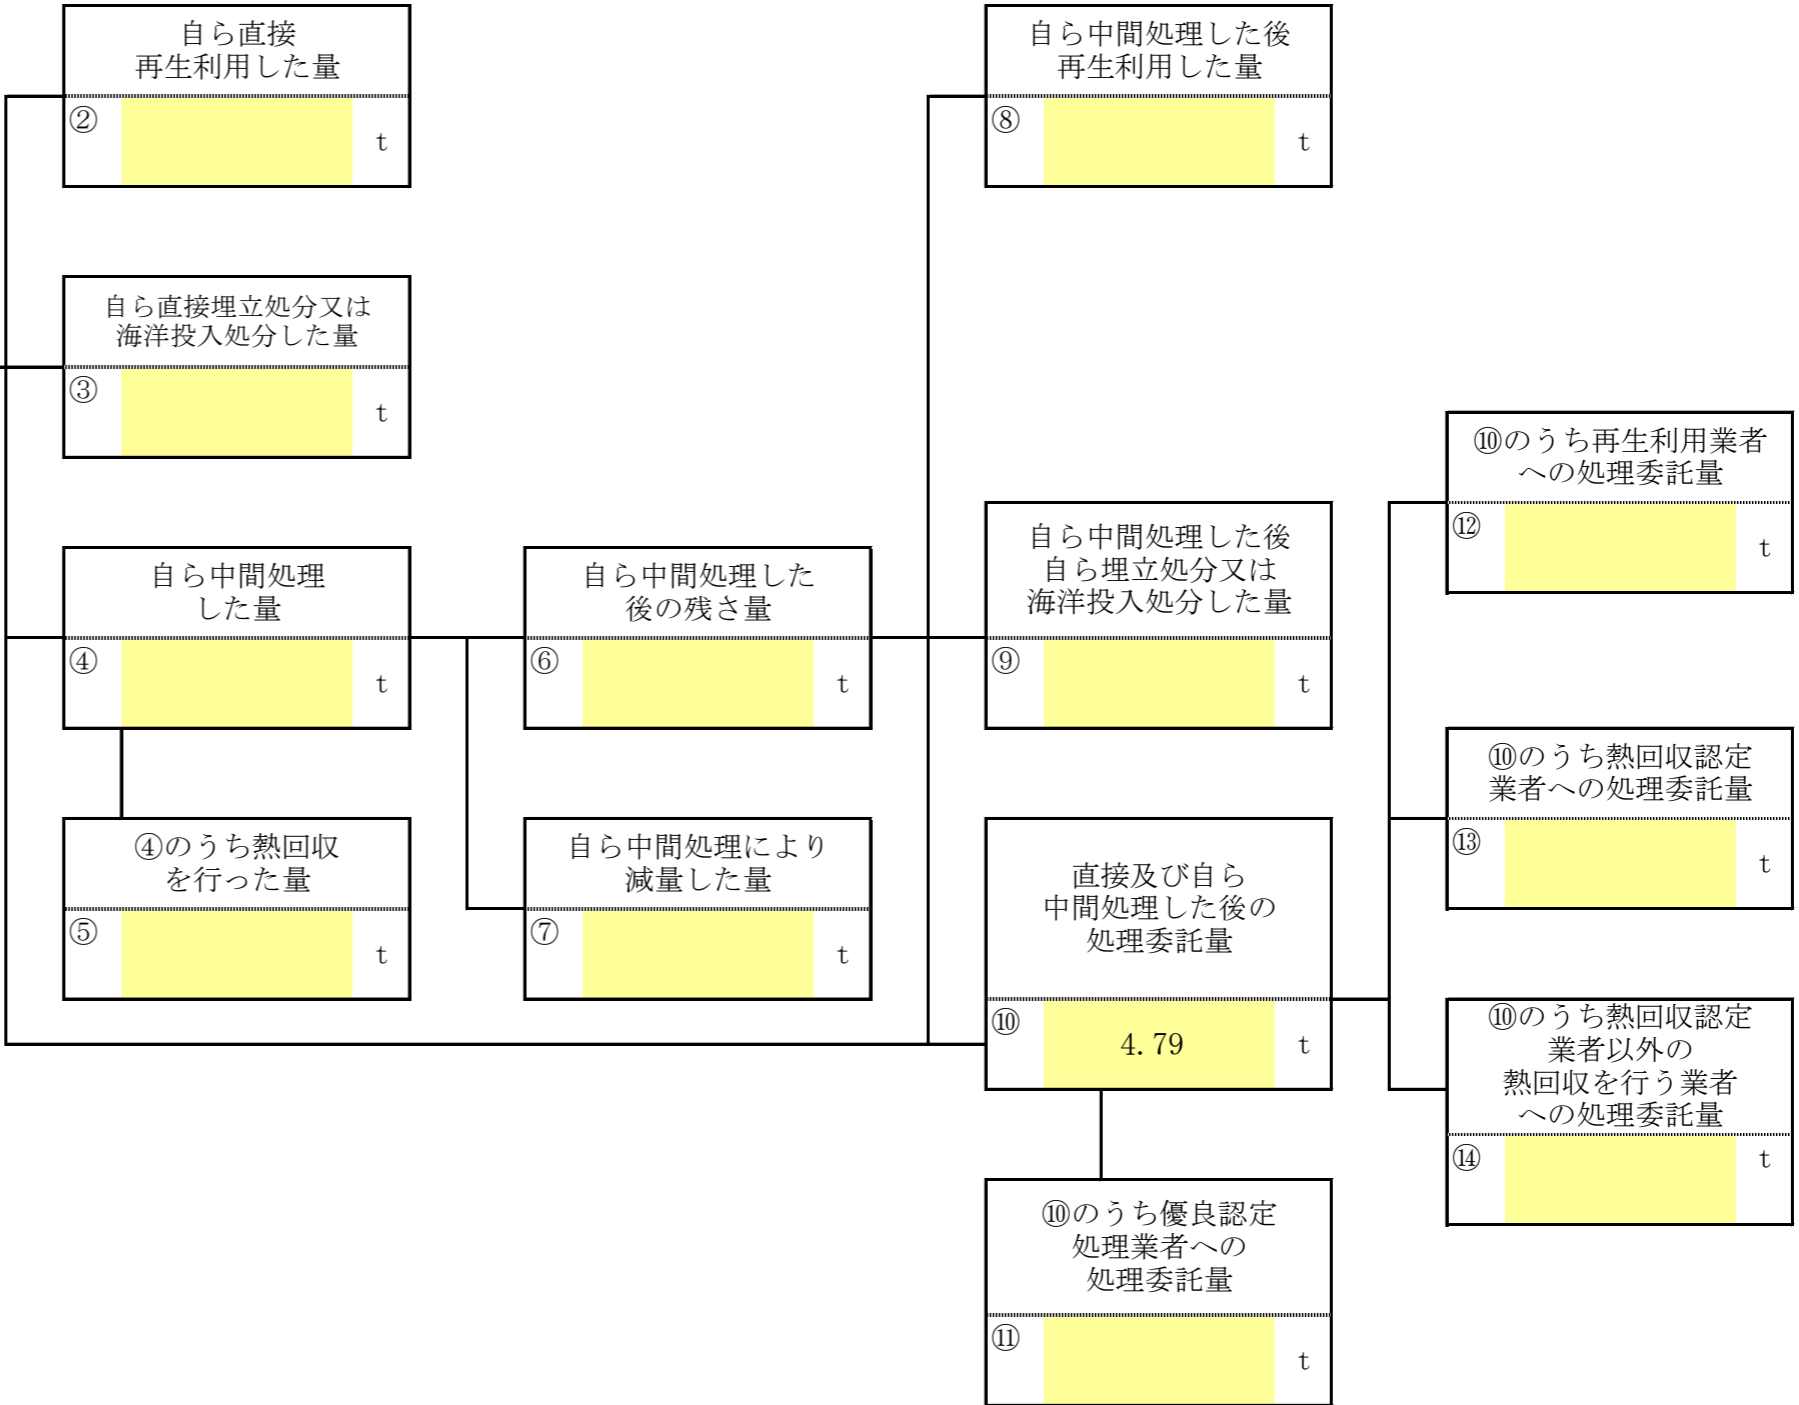 自ら直接
再生利用した量
②
t
自ら中間処理した後
再生利用した量
⑧
t
自ら直接埋立処分又は
海洋投入処分した量
③
t
⑩のうち再生利用業者
への処理委託量
⑫
t
自ら中間処理
した量
④
t
自ら中間処理した
後の残さ量
⑥
t
自ら中間処理した後
自ら埋立処分又は
海洋投入処分した量
⑨
t
⑩のうち熱回収認定
業者への処理委託量
⑬
t
④のうち熱回収
を行った量
⑤
t
自ら中間処理により
減量した量
⑦
t
直接及び自ら
中間処理した後の
処理委託量
⑩ 4.79 t
⑩のうち熱回収認定
業者以外の
熱回収を行う業者
への処理委託量
⑭
t
⑩のうち優良認定
処理業者への
処理委託量
⑪
t